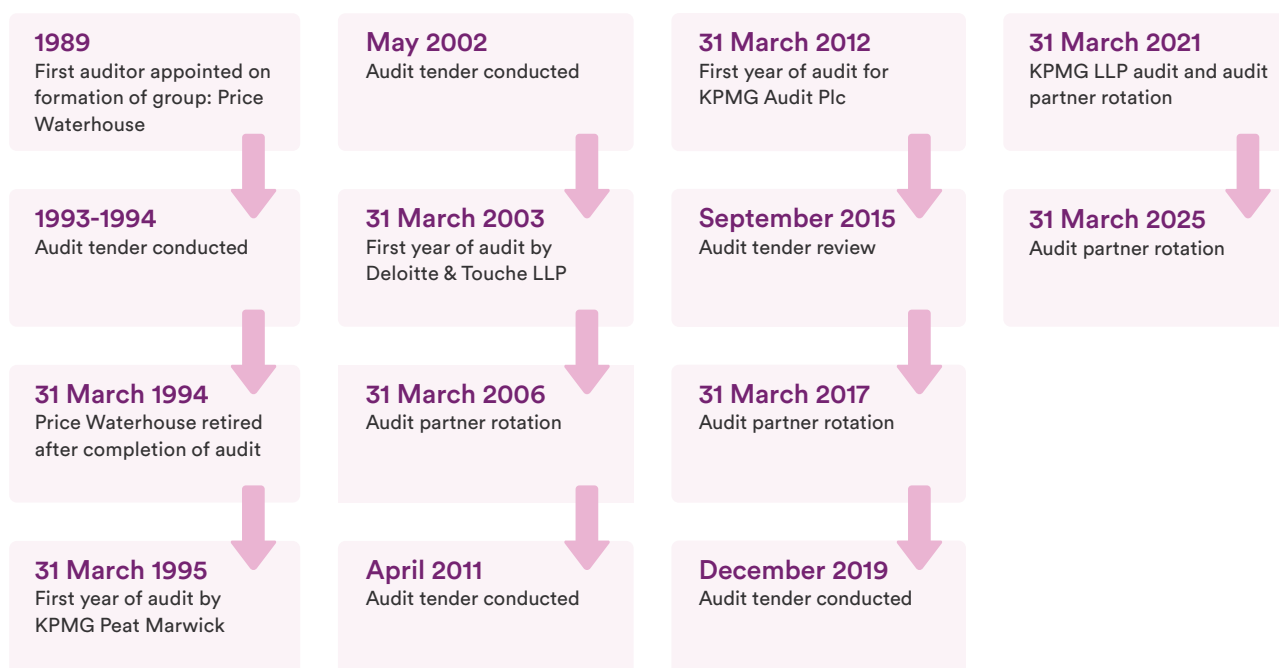 1989
First auditor appointed on
formation of group: Price
Waterhouse
1993-1994
Audit tender conducted
31 March 1994
Price Waterhouse retired
after completion of audit
31 March 1995
First year of audit by
KPMG Peat Marwick
May 2002
Audit tender conducted
31 March 2003
First year of audit by
Deloitte & Touche LLP
31 March 2006
Audit partner rotation
April 2011
Audit tender conducted
31 March 2012
First year of audit for
KPMG Audit Plc
September 2015
Audit tender review
31 March 2017
Audit partner rotation
December 2019
Audit tender conducted
31 March 2021
KPMG LLP audit and audit
partner rotation
31 March 2025
Audit partner rotation